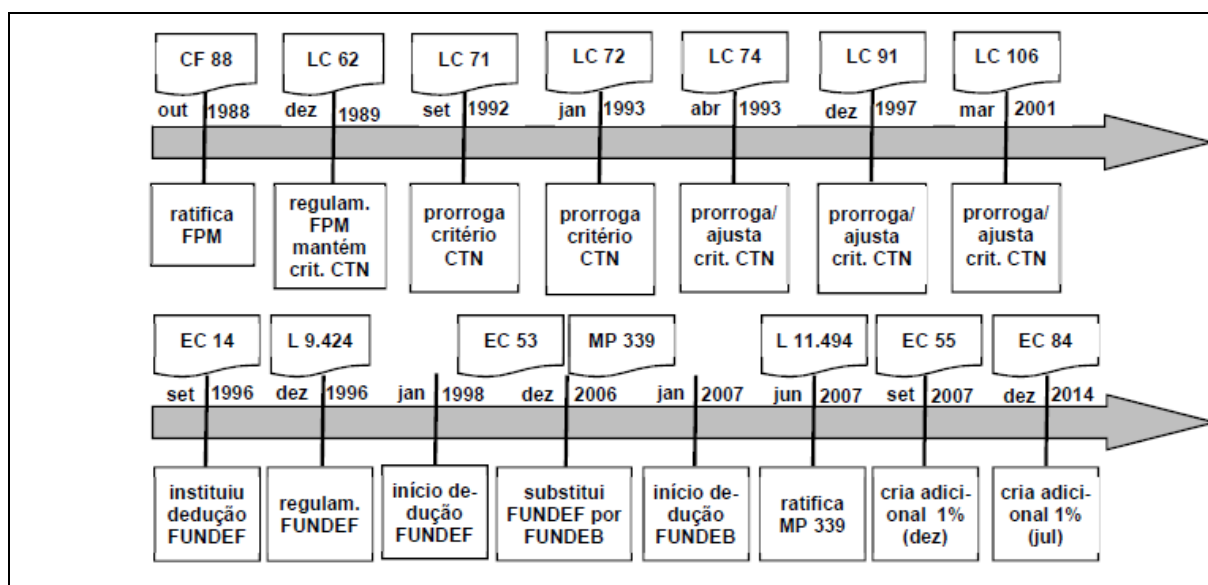 CF 88 LC 62 LC 71 LC 72 LC 74 LC 91 LC 106
out 1988 dez 1989 set 1992 jan 1993 abr 1993 dez 1997 mar 2001
ratifica
FPM
regulam.
FPM
mantém
crit. CTN
prorroga
critério
CTN
prorroga
critério
CTN
prorroga/
ajusta
crit. CTN
prorroga/
ajusta
crit. CTN
prorroga/
ajusta
crit. CTN
EC 14 L 9.424 EC 53 MP 339 L 11.494 EC 55 EC 84
set 1996 dez 1996 jan 1998 dez 2006 jan 2007 jun 2007 set 2007 dez 2014
instituiu
dedução
FUNDEF
regulam.
FUNDEF
início de-
dução
FUNDEF
substitui
FUNDEF por
FUNDEB
início de-
dução
FUNDEB
ratifica
MP 339
cria adici-
onal 1%
(dez)
cria adici-
onal 1%
(jul)